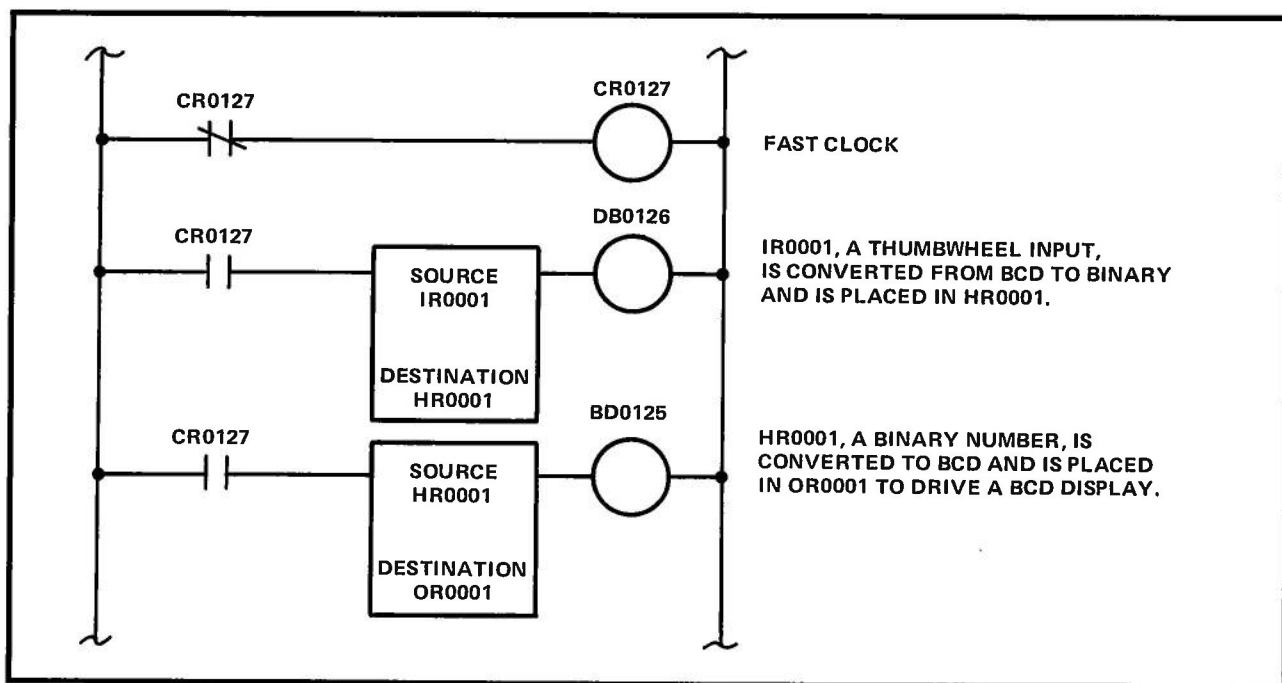 CR0127
CR0127
FAST CLOCK
CR0127
SOURCE
IR0001
DESTINATION
HR0001
DB0126
IR0001, A THUMBWHEEL INPUT,
IS CONVERTED FROM BCD TO BINARY
AND IS PLACED IN HR0001.
CR0127
SOURCE
HR0001
DESTINATION
OR0001
BD0125
HR0001, A BINARY NUMBER, IS
CONVERTED TO BCD AND IS PLACED
IN OR0001 TO DRIVE A BCD DISPLAY.